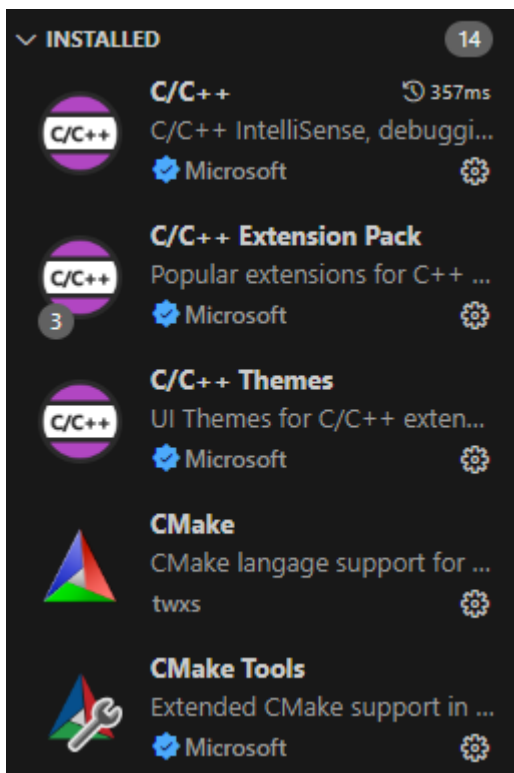 INSTALLED 14
C/C++ 357ms
C/C++ C/C++ IntelliSense, debuggi...
Microsoft
C/C++ Extension Pack
C/C++ Popular extensions for C++ ...
3 Microsoft
C/C++ Themes
C/C++ UI Themes for C/C++ exten...
Microsoft
CMake
CMake langage support for ...
twxs
CMake Tools
Extended CMake support in ...
Microsoft